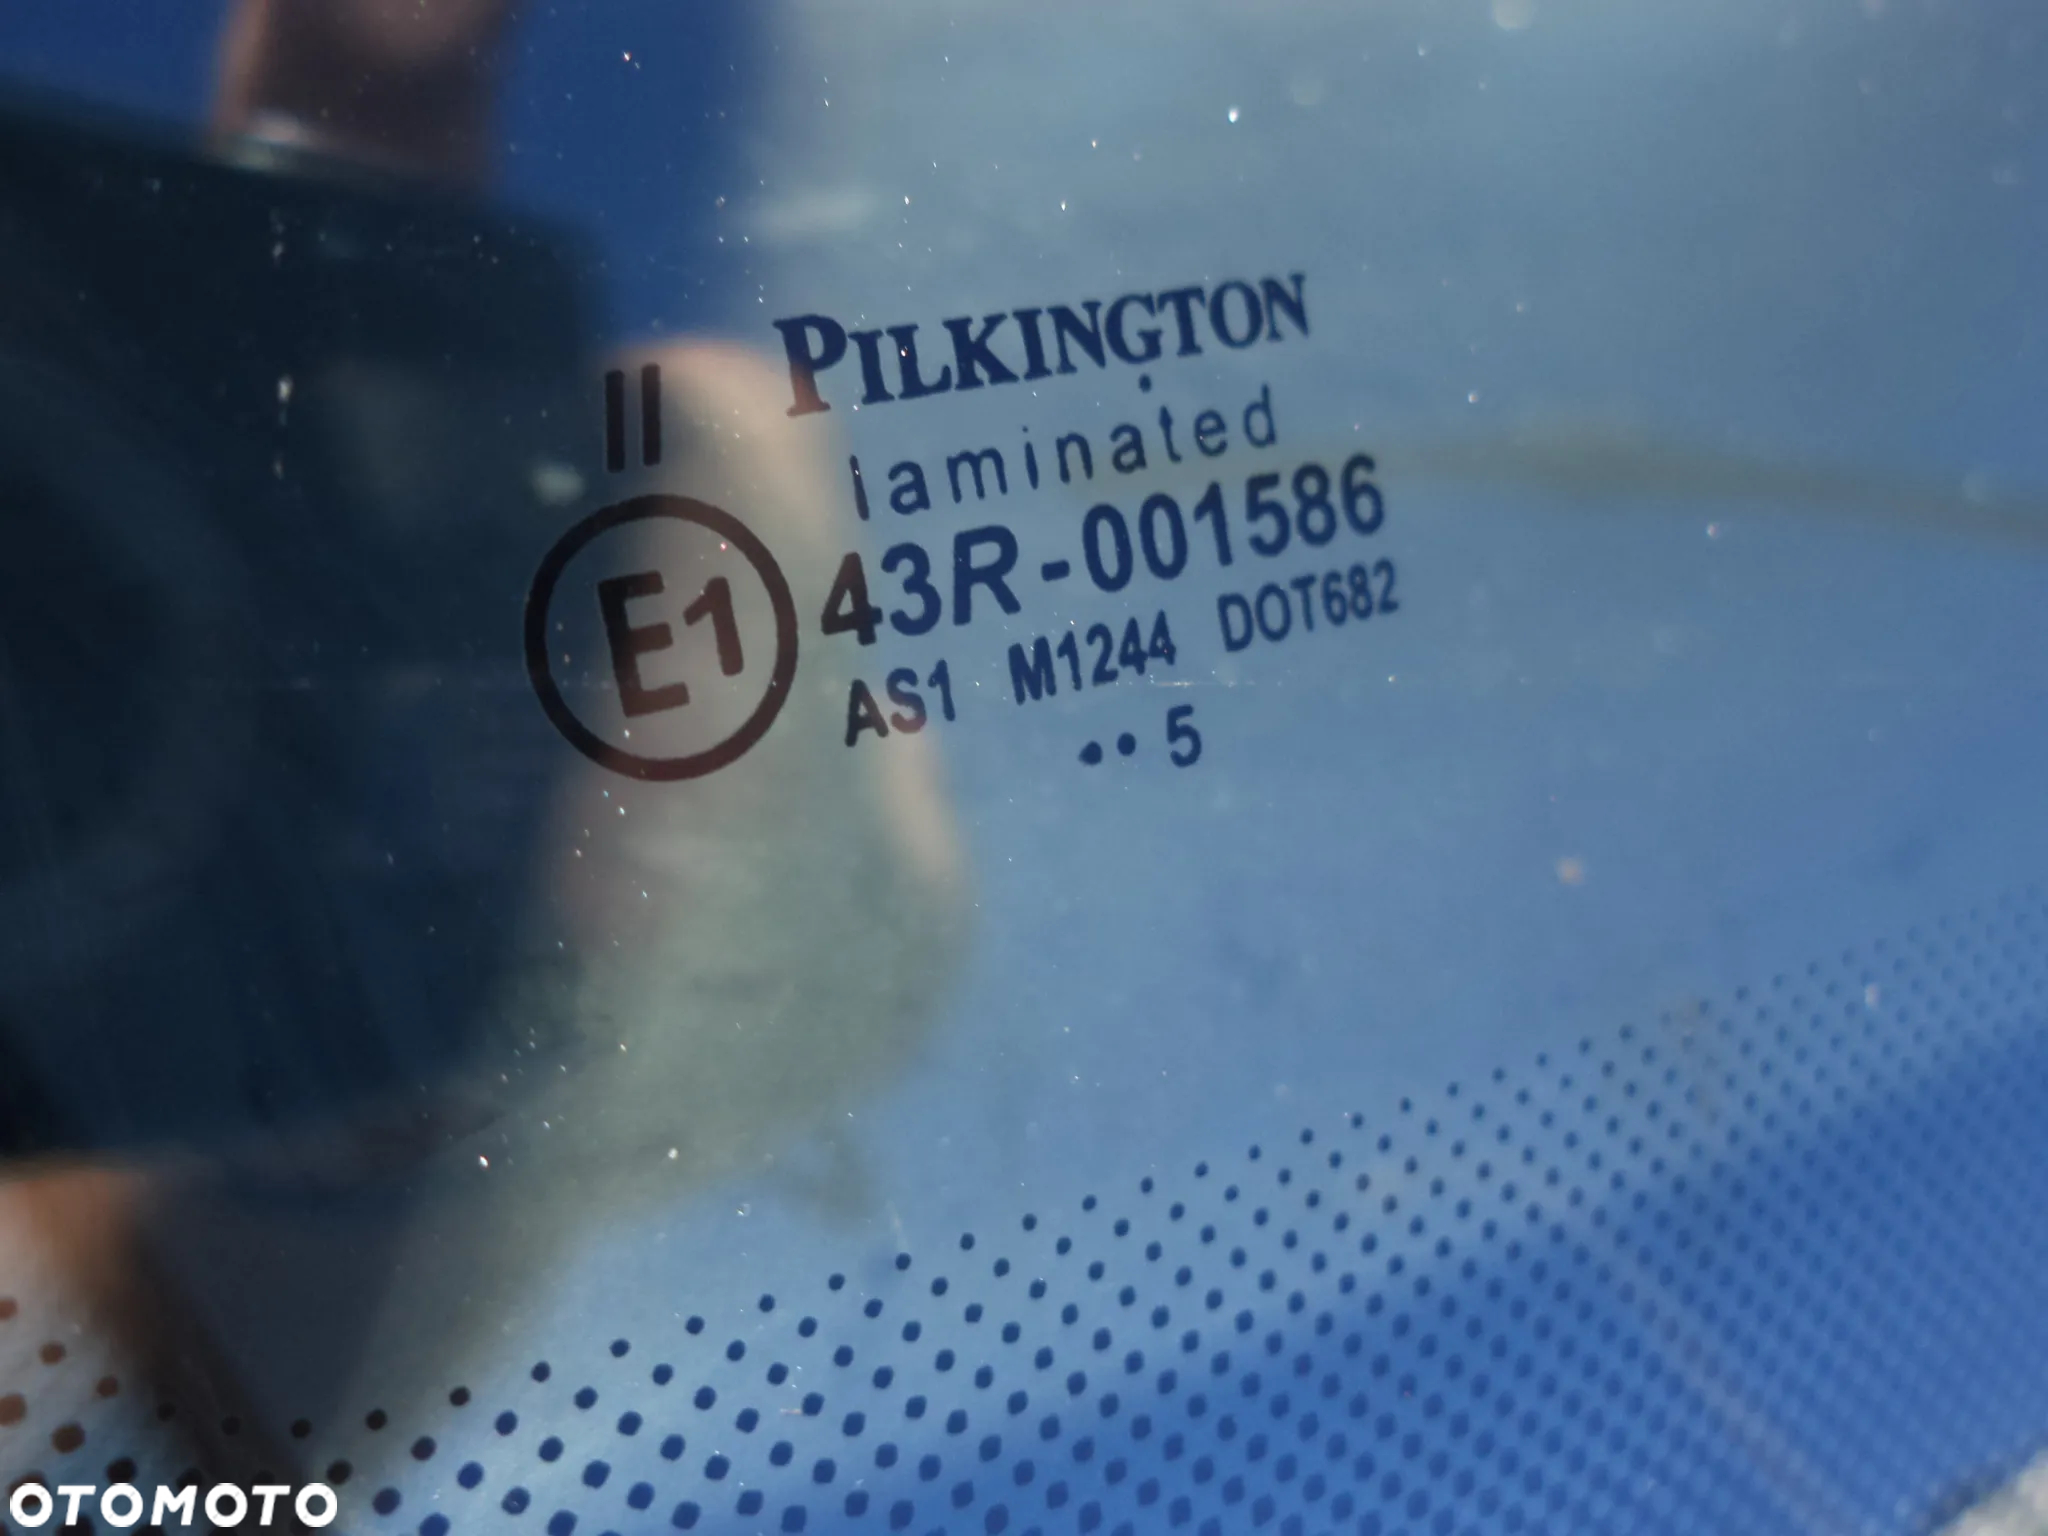 PILKINGTON
laminated
II
43R-001586
E1
AS1 M1244 DOT682
•• 5
OTOMOTO